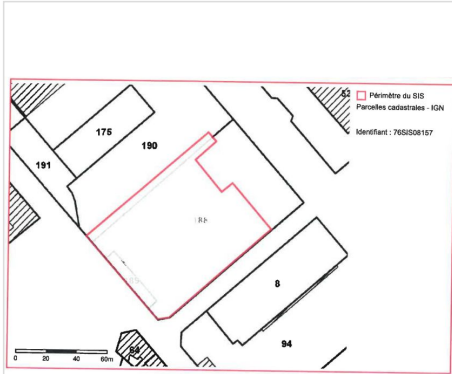 Périmètre du SIS
Parcelles cadastrales - IGN
Identifiant : 76SIS08157
175
190
191
8
94
0 20 40 60m